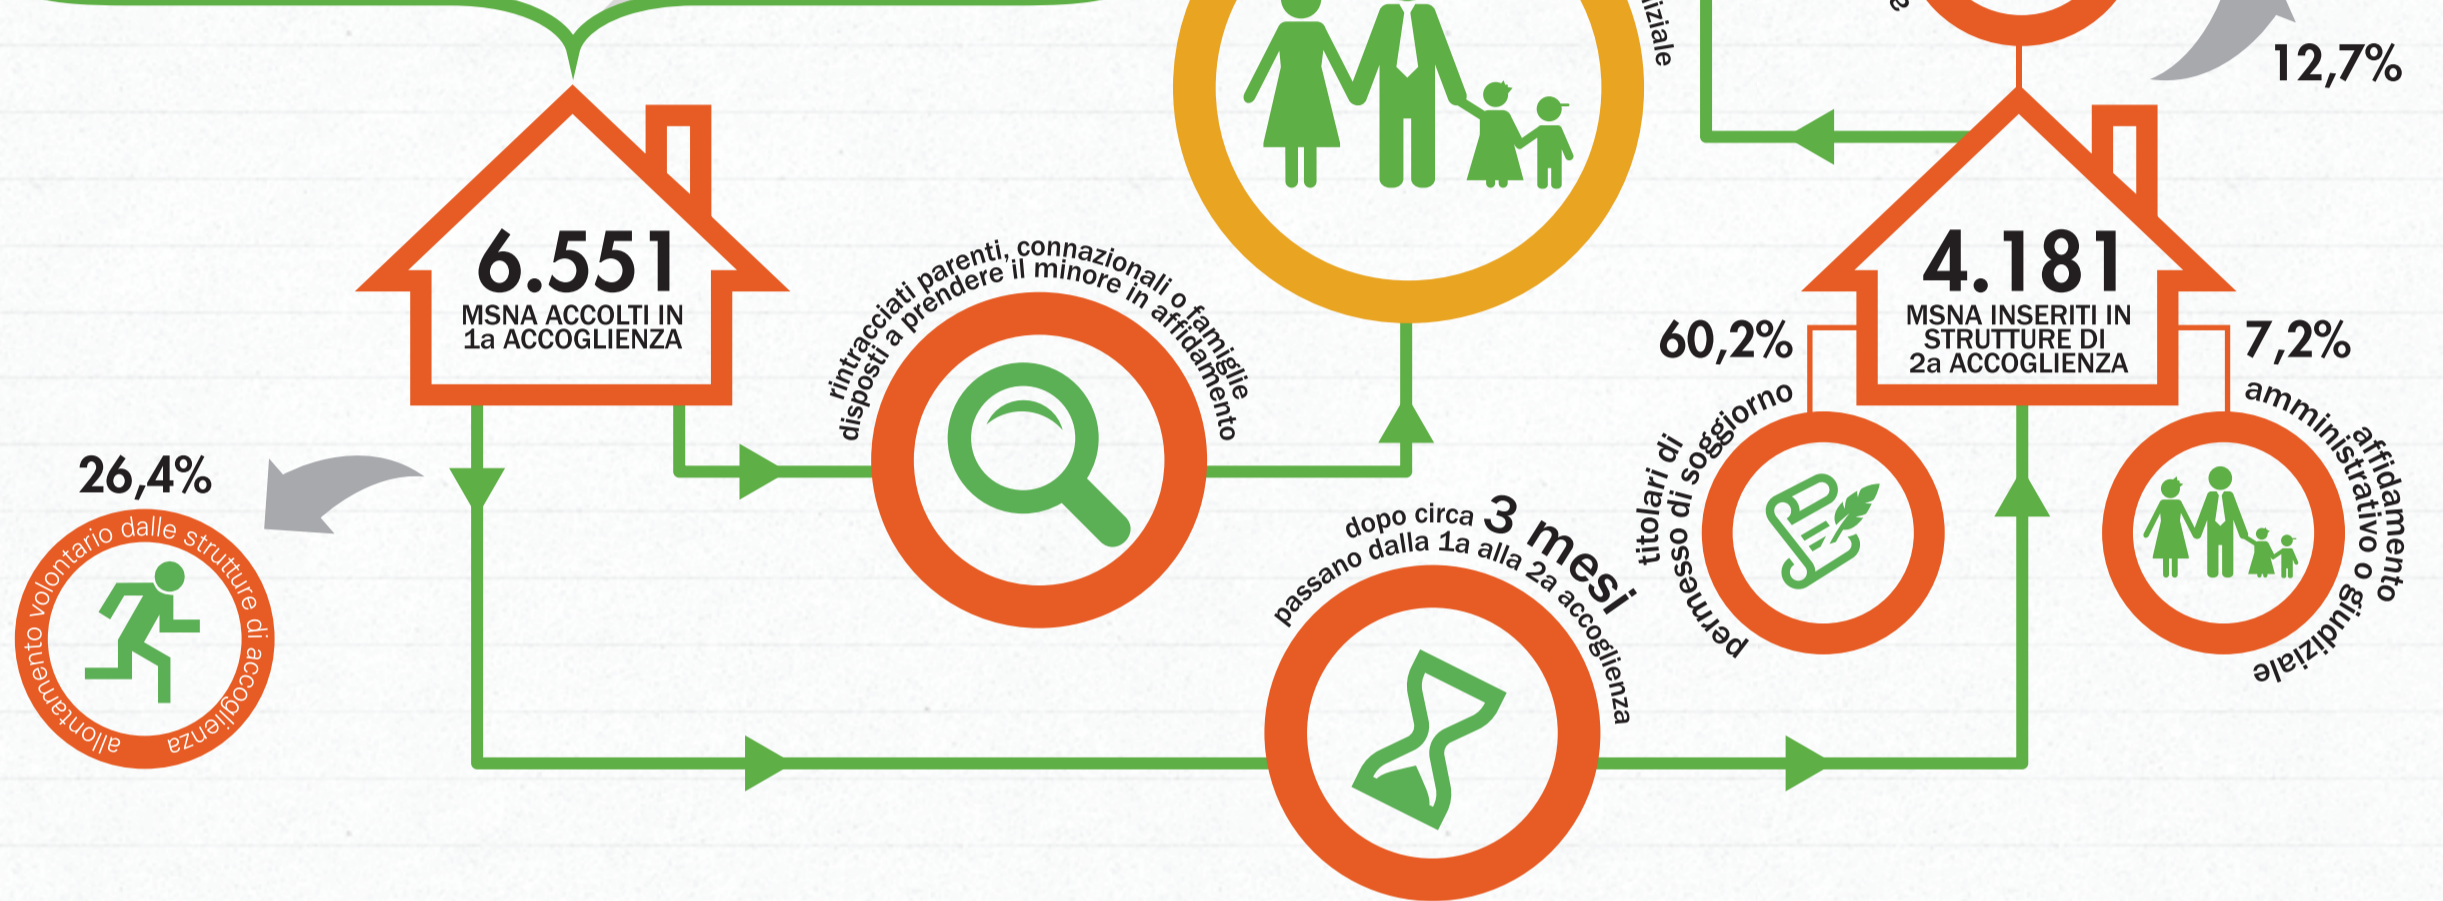 iziale
12,7%
6.551
MSNA ACCOLTI IN
1a ACCOGLIENZA
rintracciati parenti, connazionali o famiglie
disposti a prendere il minore in affidamento
4.181
MSNA INSERITI IN
STRUTTURE DI
2a ACCOGLIENZA
60,2%
titolari di
permesso di soggiorno
7,2%
affidamento
amministrativo o giudiziale
26,4%
allontamento volontario dalle strutture di accoglienza
dopo circa 3 mesi
passano dalla 1a alla 2a accoglienza